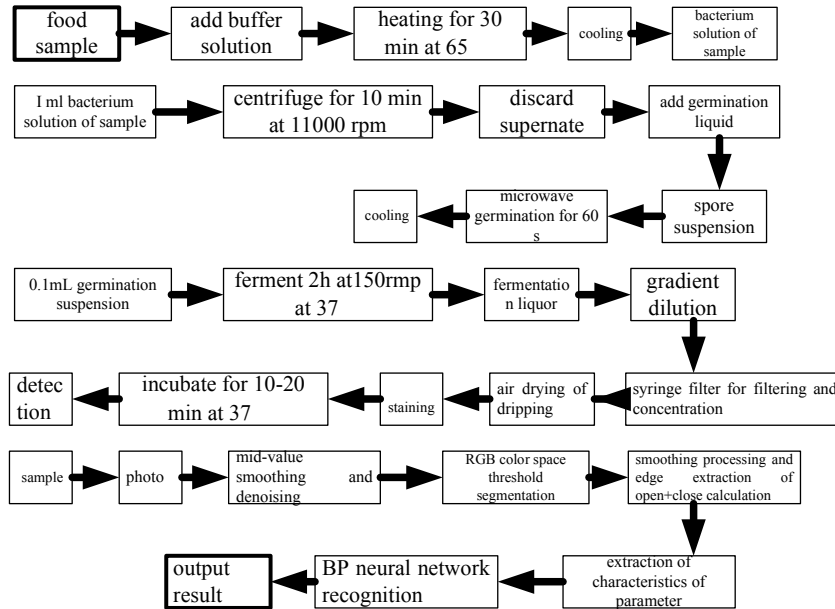 food
sample
add buffer
solution
heating for 30
min at 65
cooling
bacterium
solution of
sample
I ml bacterium
solution of sample
centrifuge for 10 min
at 11000 rpm
discard
supernate
add germination
liquid
cooling
microwave
germination for 60
s
spore
suspension
0.1mL germination
suspension
ferment 2h at150rmp
at 37
fermentatio
n liquor
gradient
dilution
detec
tion
incubate for 10-20
min at 37
staining
air drying of
dripping
syringe filter for filtering and
concentration
sample
photo
mid-value
smoothing and
denoising
RGB color space
threshold
segmentation
smoothing processing and
edge extraction of
open+close calculation
output
result
BP neural network
recognition
extraction of
characteristics of
parameter